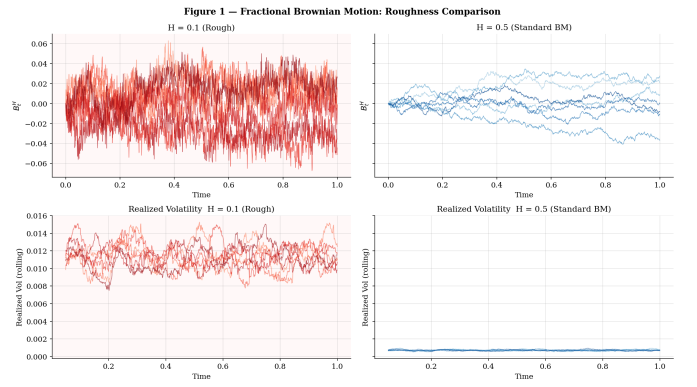 Figure 1 — Fractional Brownian Motion: Roughness Comparison
H = 0.1 (Rough)
0.06
0.04
0.02
0.00
−0.02
−0.04
−0.06
B_t^H
0.0 0.2 0.4 0.6 0.8 1.0
Time
H = 0.5 (Standard BM)
B_t^H
0.0 0.2 0.4 0.6 0.8 1.0
Time
Realized Volatility H = 0.1 (Rough)
0.016
0.014
0.012
0.010
0.008
0.006
0.004
0.002
0.000
Realized Vol (rolling)
0.2 0.4 0.6 0.8 1.0
Time
Realized Volatility H = 0.5 (Standard BM)
Realized Vol (rolling)
0.2 0.4 0.6 0.8 1.0
Time